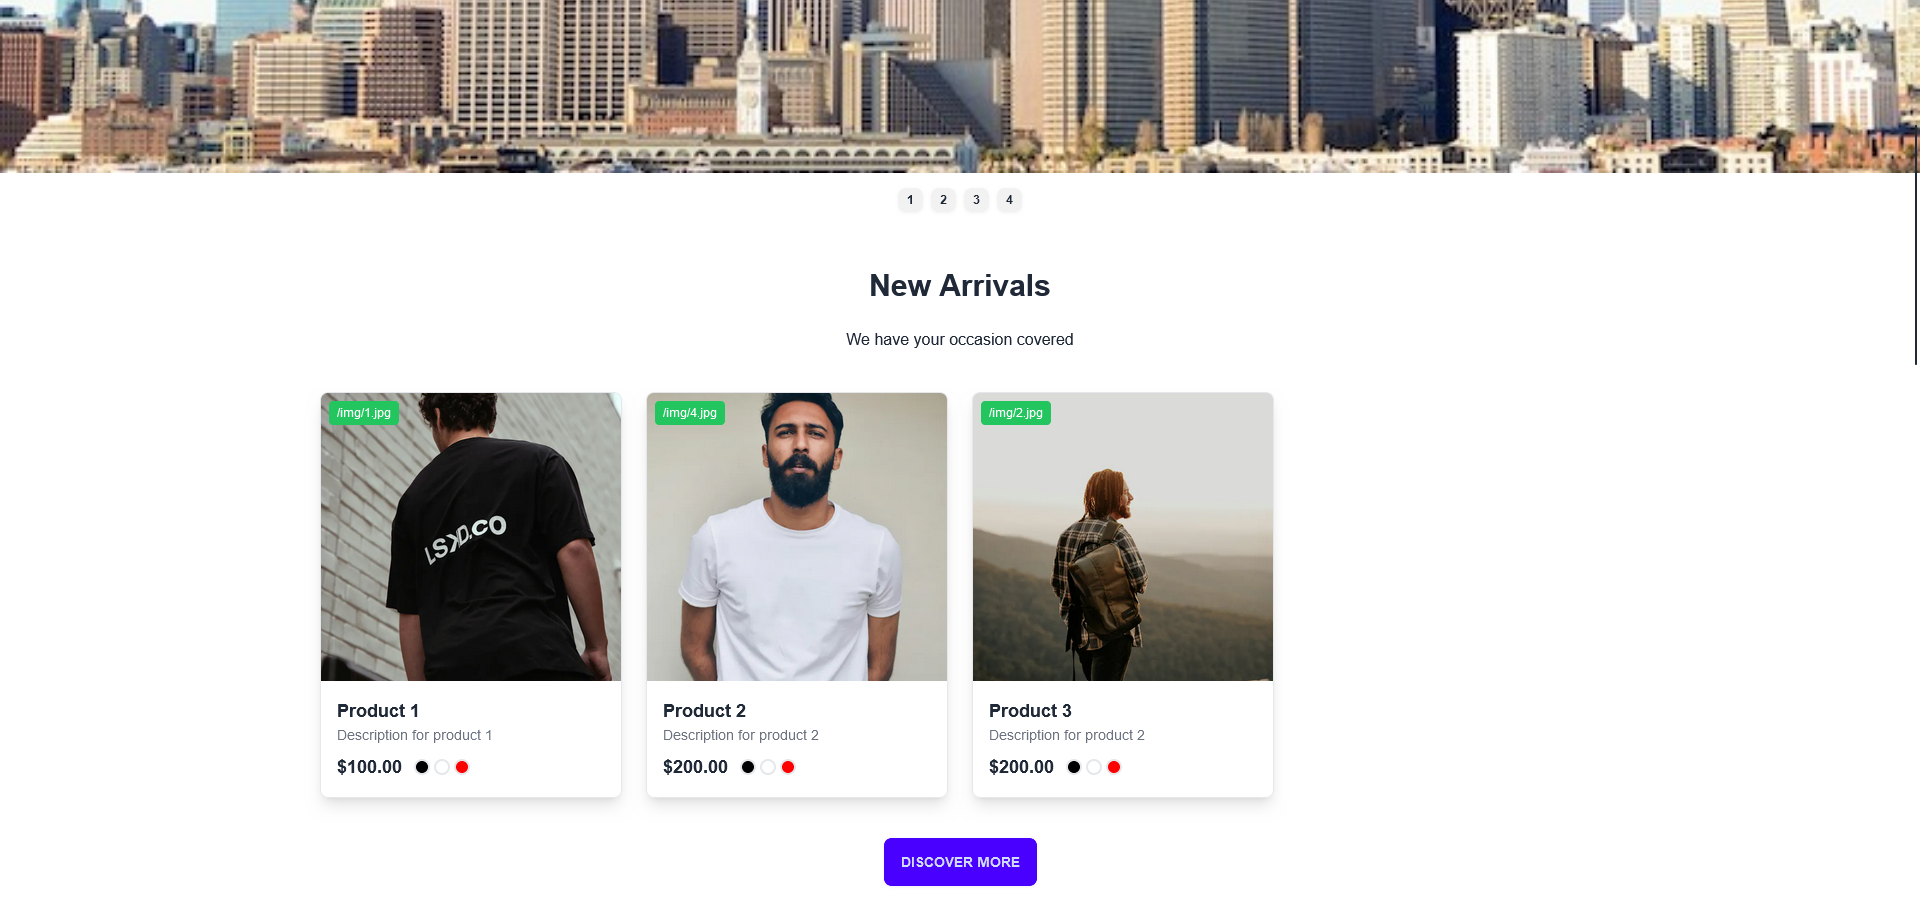 1 2 3 4
New Arrivals
We have your occasion covered
/img/1.jpg
/img/4.jpg
/img/2.jpg
LSKD.CO
Product 1
Description for product 1
$100.00
Product 2
Description for product 2
$200.00
Product 3
Description for product 2
$200.00
DISCOVER MORE